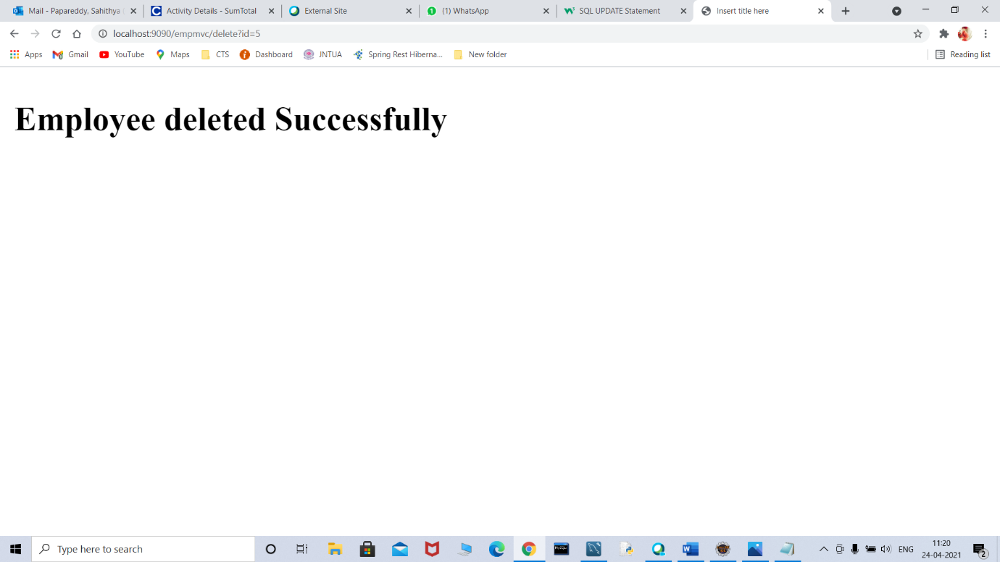 Mail - Papareddy, Sahithya
Activity Details - SumTotal
External Site
1 (1) WhatsApp
SQL UPDATE Statement
Insert title here
localhost:9090/empmvc/delete?id=5
Apps
Gmail
YouTube
Maps
CTS
Dashboard
JNTUA
Spring Rest Hiberna...
New folder
Reading list
Employee deleted Successfully
Type here to search
ENG
11:20
24-04-2021
2